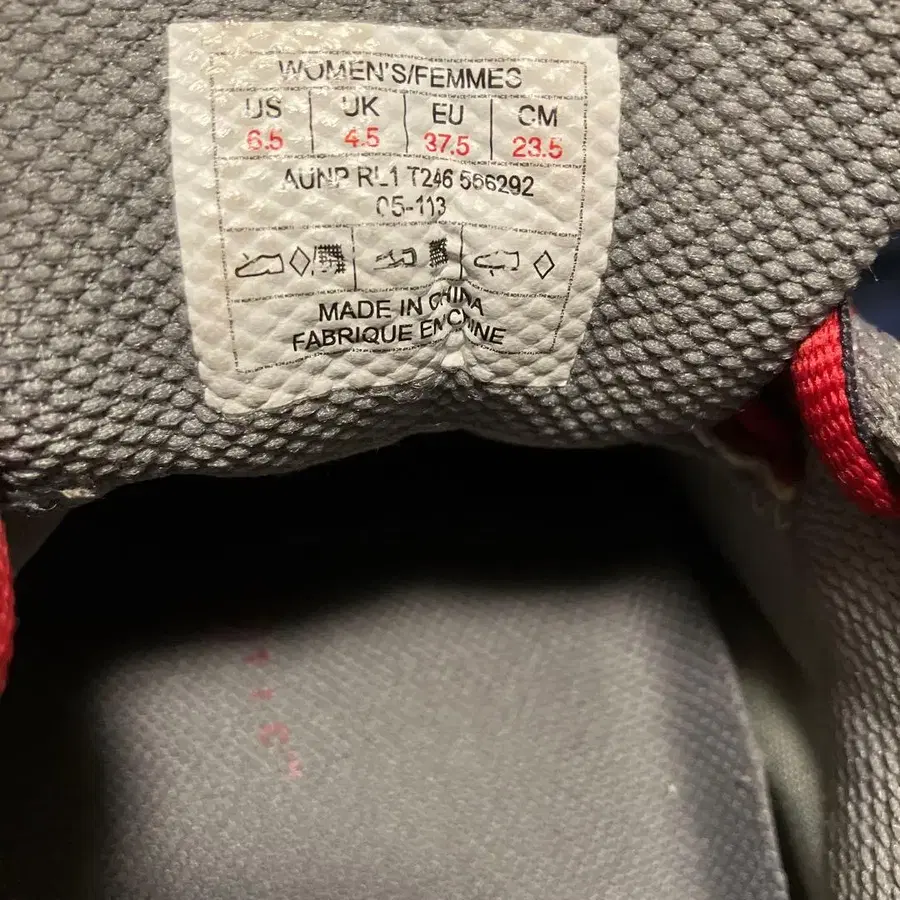 WOMEN'S/FEMMES
US UK EU CM
6.5 4.5 37.5 23.5
AUNP RL1 T246 566292
05-113
MADE IN CHINA
FABRIQUE EN CHINE